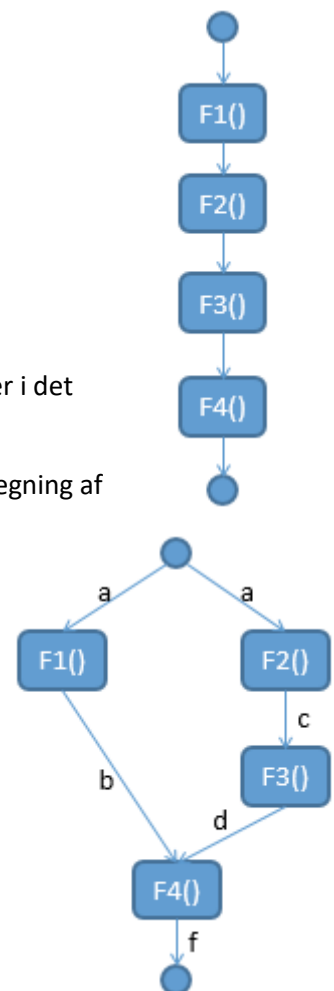 F1()
F2()
F3()
er i det
F4()
egning af
a a
F1() F2()
c
b F3()
d
F4()
f